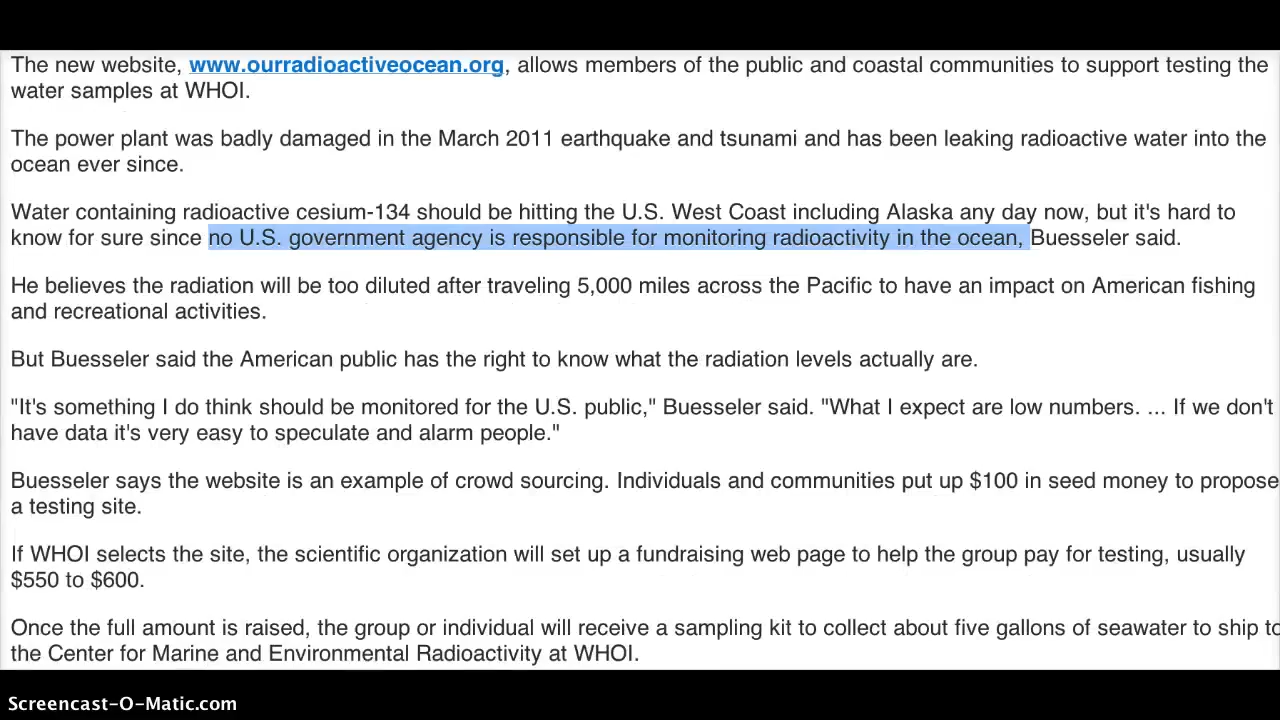 The new website, www.ourradioactiveocean.org, allows members of the public and coastal communities to support testing the
water samples at WHOI.
The power plant was badly damaged in the March 2011 earthquake and tsunami and has been leaking radioactive water into the
ocean ever since.
Water containing radioactive cesium-134 should be hitting the U.S. West Coast including Alaska any day now, but it's hard to
know for sure since no U.S. government agency is responsible for monitoring radioactivity in the ocean, Buesseler said.
He believes the radiation will be too diluted after traveling 5,000 miles across the Pacific to have an impact on American fishing
and recreational activities.
But Buesseler said the American public has the right to know what the radiation levels actually are.
"It's something I do think should be monitored for the U.S. public," Buesseler said. "What I expect are low numbers. ... If we don't
have data it's very easy to speculate and alarm people."
Buesseler says the website is an example of crowd sourcing. Individuals and communities put up $100 in seed money to propose
a testing site.
If WHOI selects the site, the scientific organization will set up a fundraising web page to help the group pay for testing, usually
$550 to $600.
Once the full amount is raised, the group or individual will receive a sampling kit to collect about five gallons of seawater to ship to
the Center for Marine and Environmental Radioactivity at WHOI.
Screencast-O-Matic.com